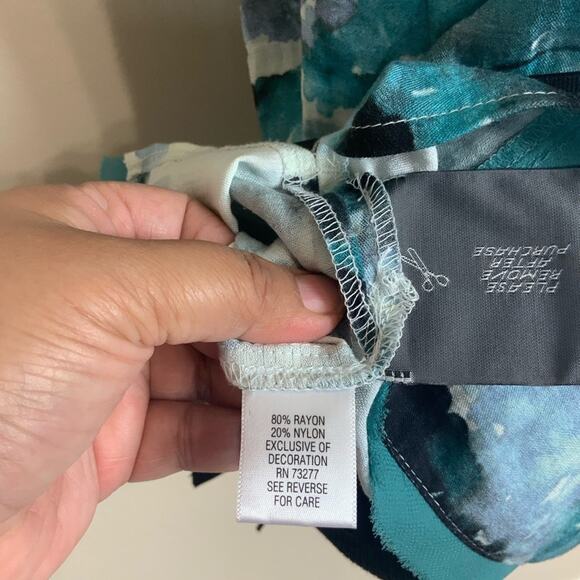 80% RAYON
20% NYLON
EXCLUSIVE OF
DECORATION
RN 73277
SEE REVERSE
FOR CARE
PLEASE
REMOVE
AFTER
PURCHASE